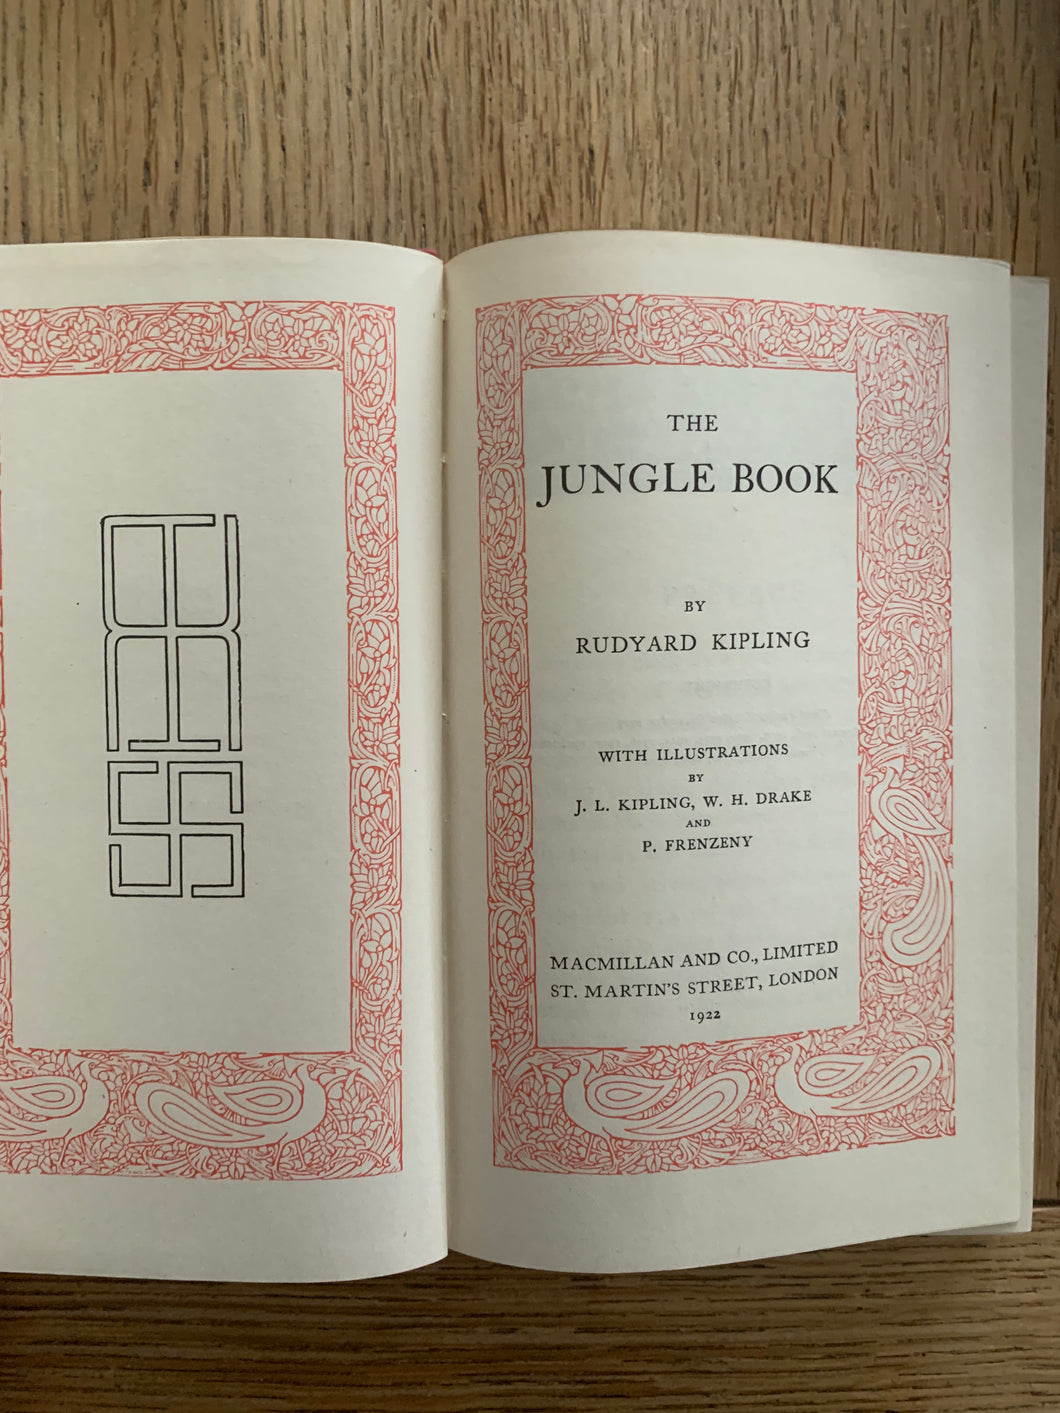 THE
JUNGLE BOOK
BY
RUDYARD KIPLING
WITH ILLUSTRATIONS
BY
J. L. KIPLING, W. H. DRAKE
AND
P. FRENZENY
MACMILLAN AND CO., LIMITED
ST. MARTIN'S STREET, LONDON
1922